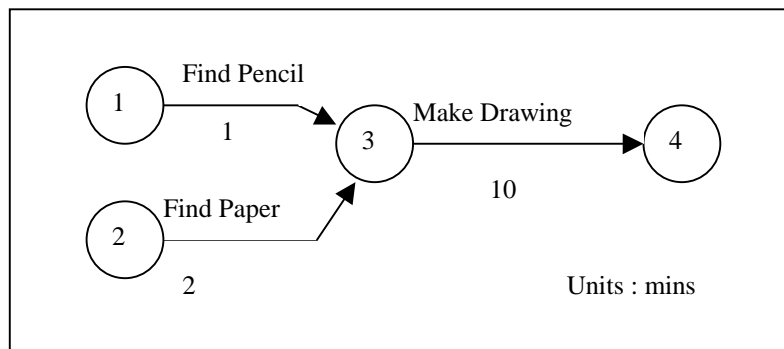 Find Pencil
1
1
Make Drawing
3
4
10
Find Paper
2
2
Units : mins